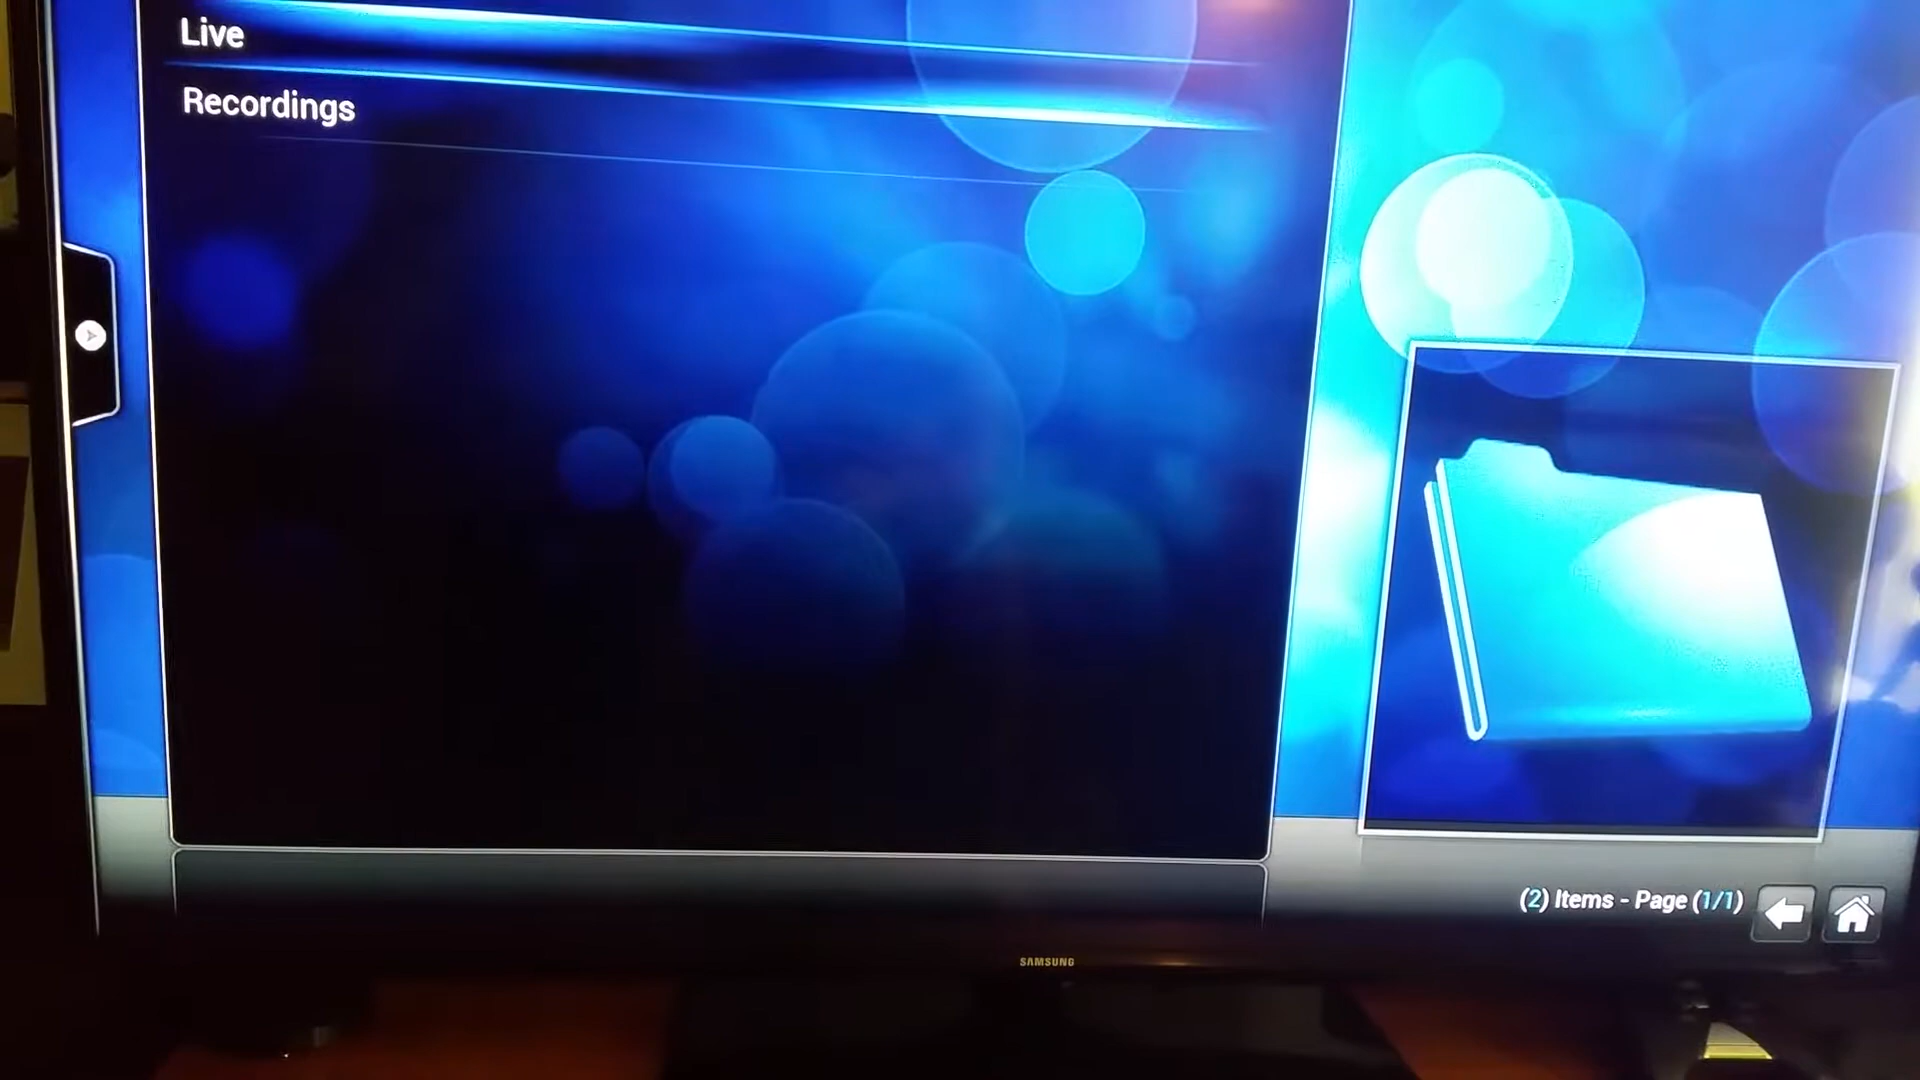 Live
Recordings
(2) Items - Page (1/1)
SAMSUNG